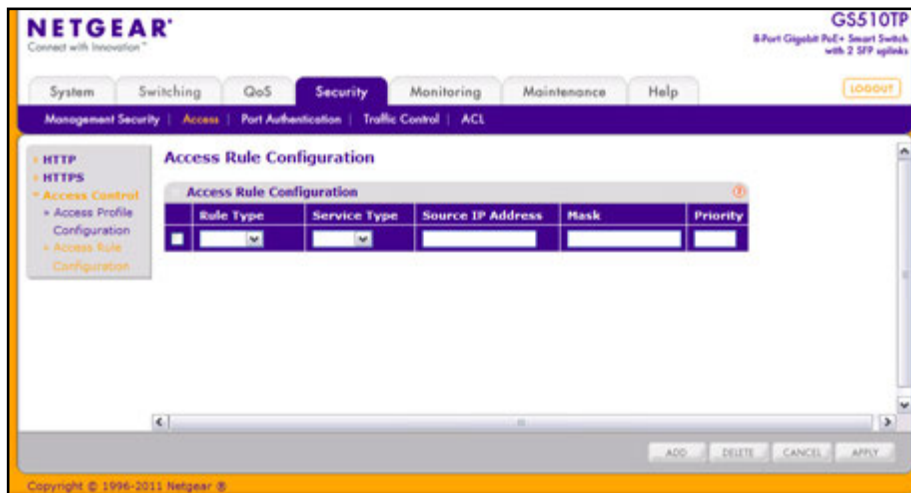 NETGEAR®
Connect with Innovation™
GS510TP
8-Port Gigabit PoE+ Smart Switch
with 2 SFP uplinks
System Switching QoS Security Monitoring Maintenance Help LOGOUT
Management Security | Access | Port Authentication | Traffic Control | ACL
HTTP
HTTPS
Access Control
Access Profile
Configuration
Access Rule
Configuration
Access Rule Configuration
Access Rule Configuration
Rule Type Service Type Source IP Address Mask Priority
ADD DELETE CANCEL APPLY
Copyright © 1996-2011 Netgear ®